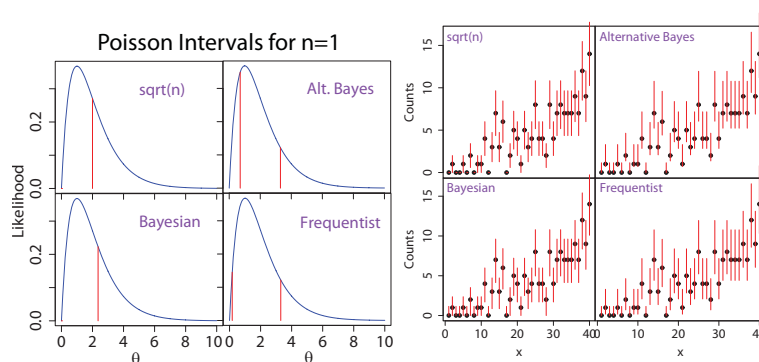 Poisson Intervals for n=1
sqrt(n)
Alt. Bayes
Bayesian
Frequentist
Likelihood
0.0 0.2
0.0 0.2
0 2 4 6 8 10
0 2 4 6 8 10
θ
θ
sqrt(n)
Alternative Bayes
Bayesian
Frequentist
Counts
Counts
0 5 10 15
0 5 10 15
0 10 20 30 40
0 10 20 30 40
x
x